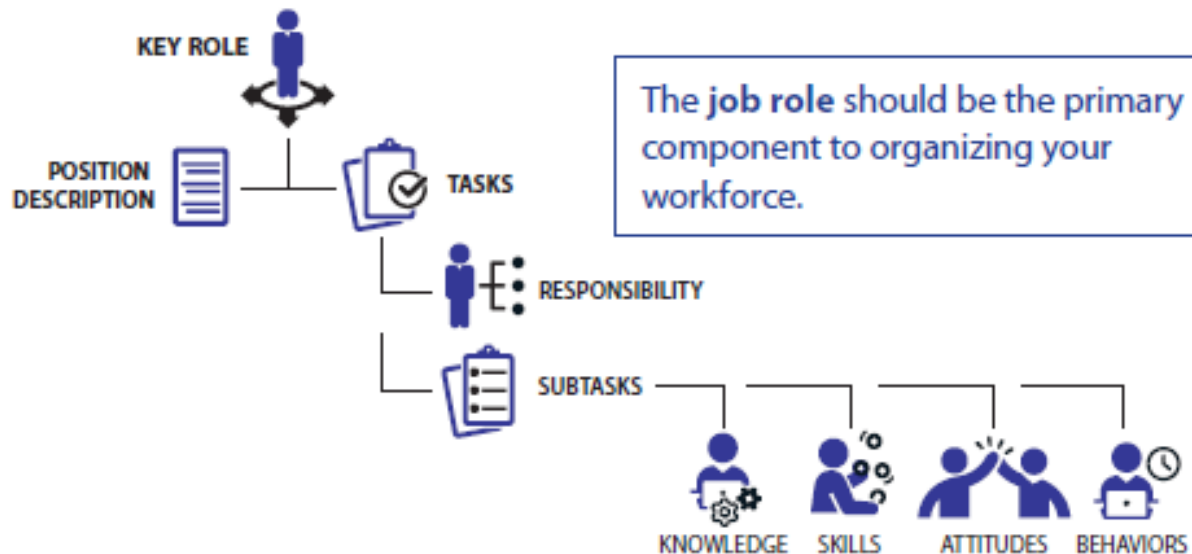 KEY ROLE
The job role should be the primary
component to organizing your
workforce.
POSITION
DESCRIPTION
TASKS
RESPONSIBILITY
SUBTASKS
KNOWLEDGE
SKILLS
ATTITUDES
BEHAVIORS